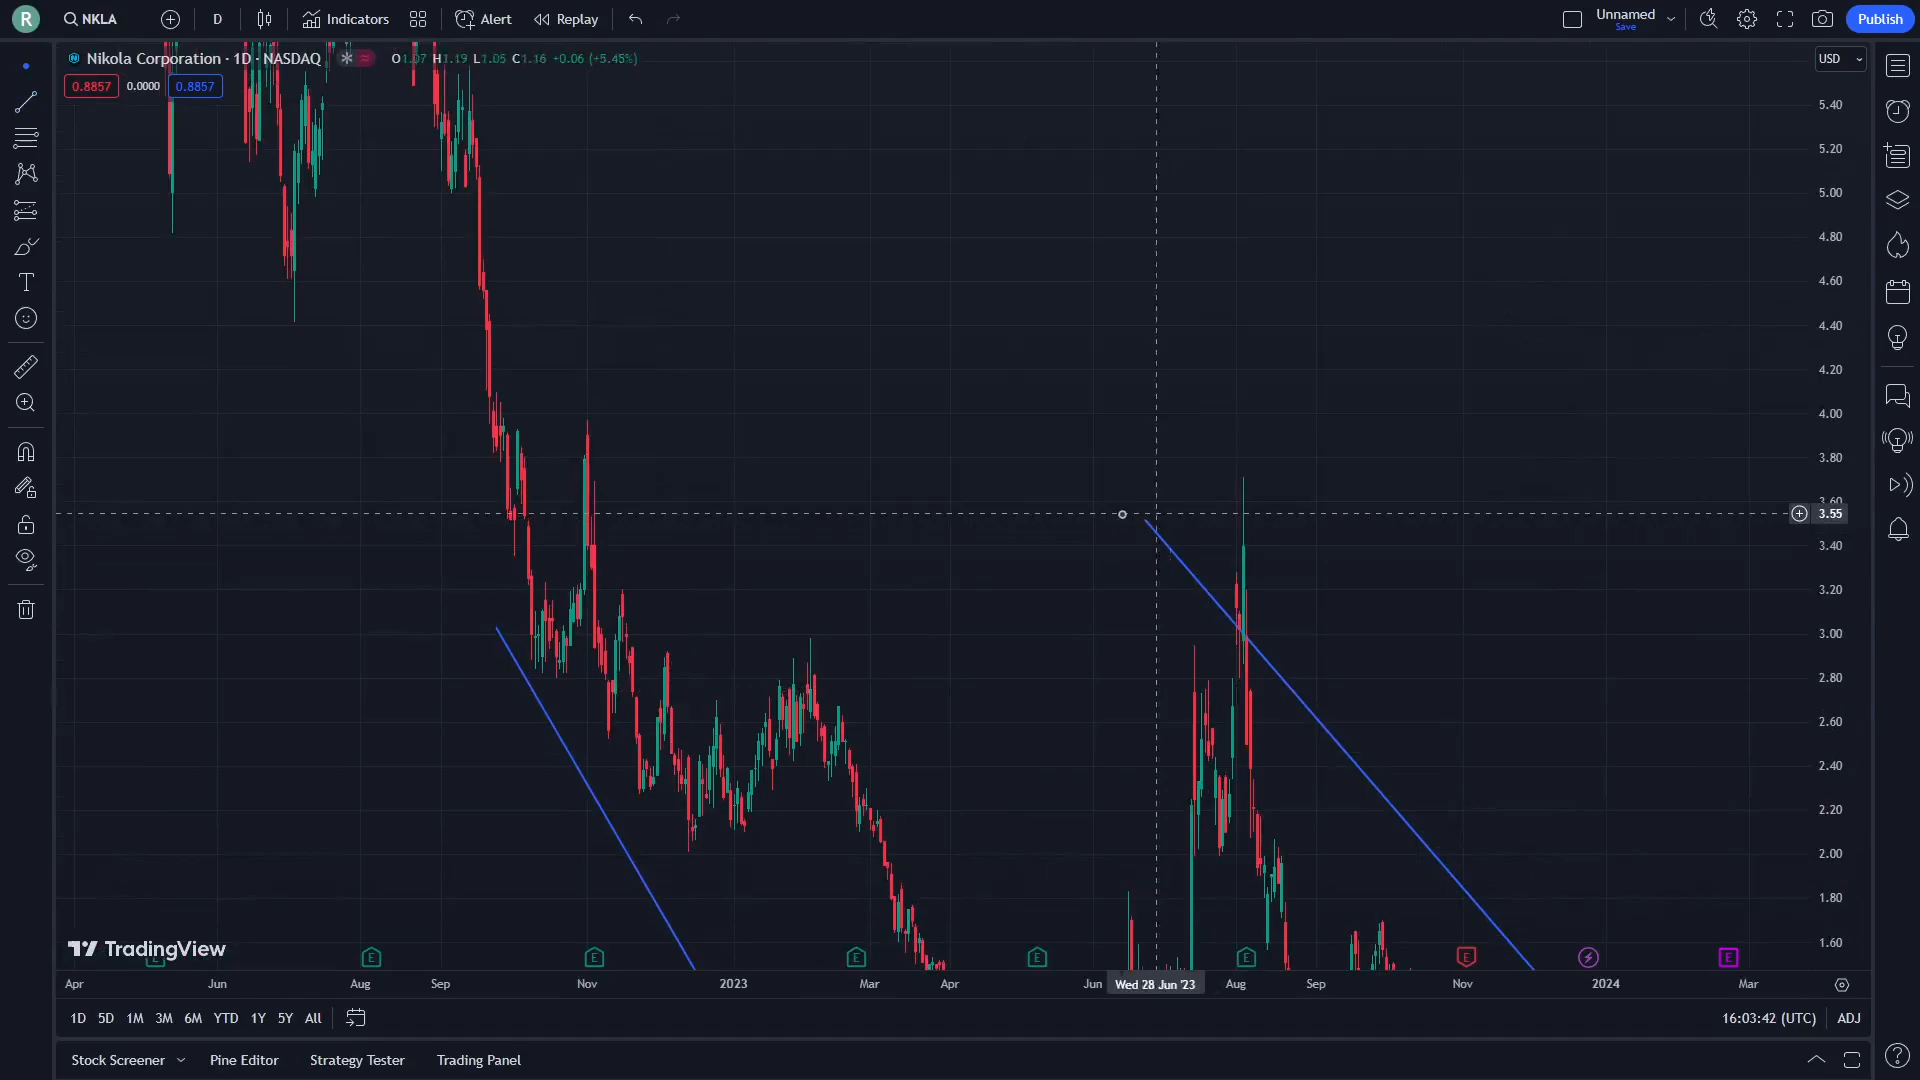 R NKLA D Indicators Alert Replay Unnamed Save Publish
Nikola Corporation · 1D · NASDAQ O1.07 H1.19 L1.05 C1.16 +0.06 (+5.45%) USD
0.8857 0.0000 0.8857
5.40
5.20
5.00
4.80
4.60
4.40
4.20
4.00
3.80
3.60
3.55
3.40
3.20
3.00
2.80
2.60
2.40
2.20
2.00
1.80
1.60
TradingView
E E E E E E E E E
Apr Jun Aug Sep Nov 2023 Mar Apr Jun Wed 28 Jun '23 Aug Sep Nov 2024 Mar
1D 5D 1M 3M 6M YTD 1Y 5Y All 16:03:42 (UTC) ADJ
Stock Screener Pine Editor Strategy Tester Trading Panel